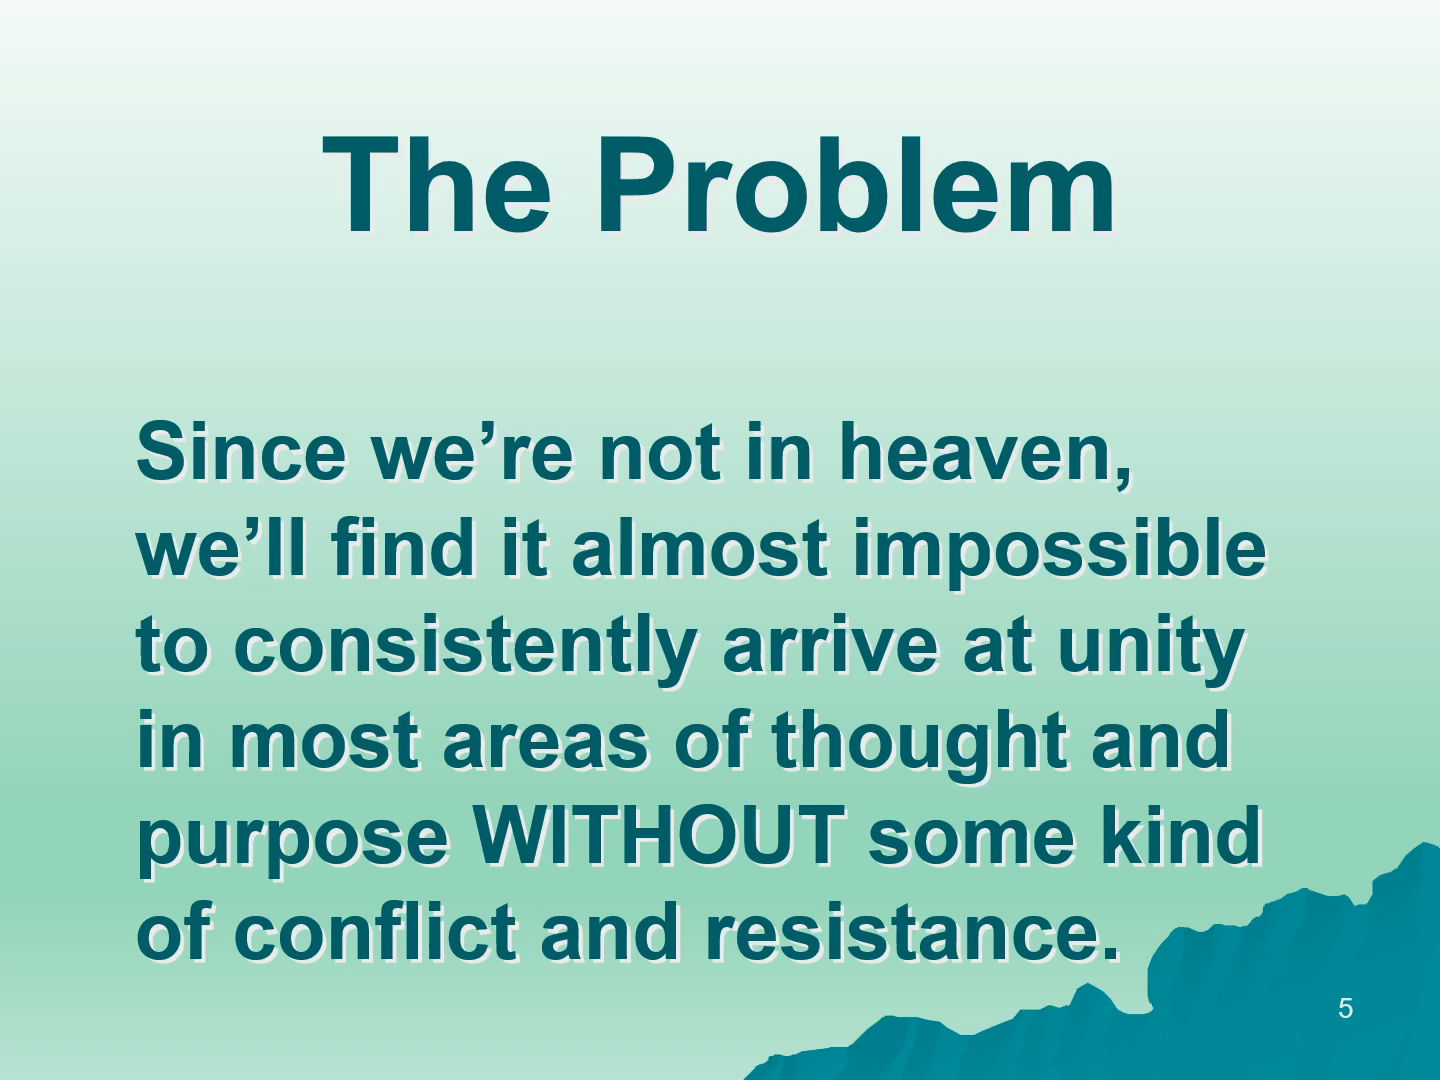 The Problem
Since we’re not in heaven,
we’ll find it almost impossible
to consistently arrive at unity
in most areas of thought and
purpose WITHOUT some kind
of conflict and resistance.
5